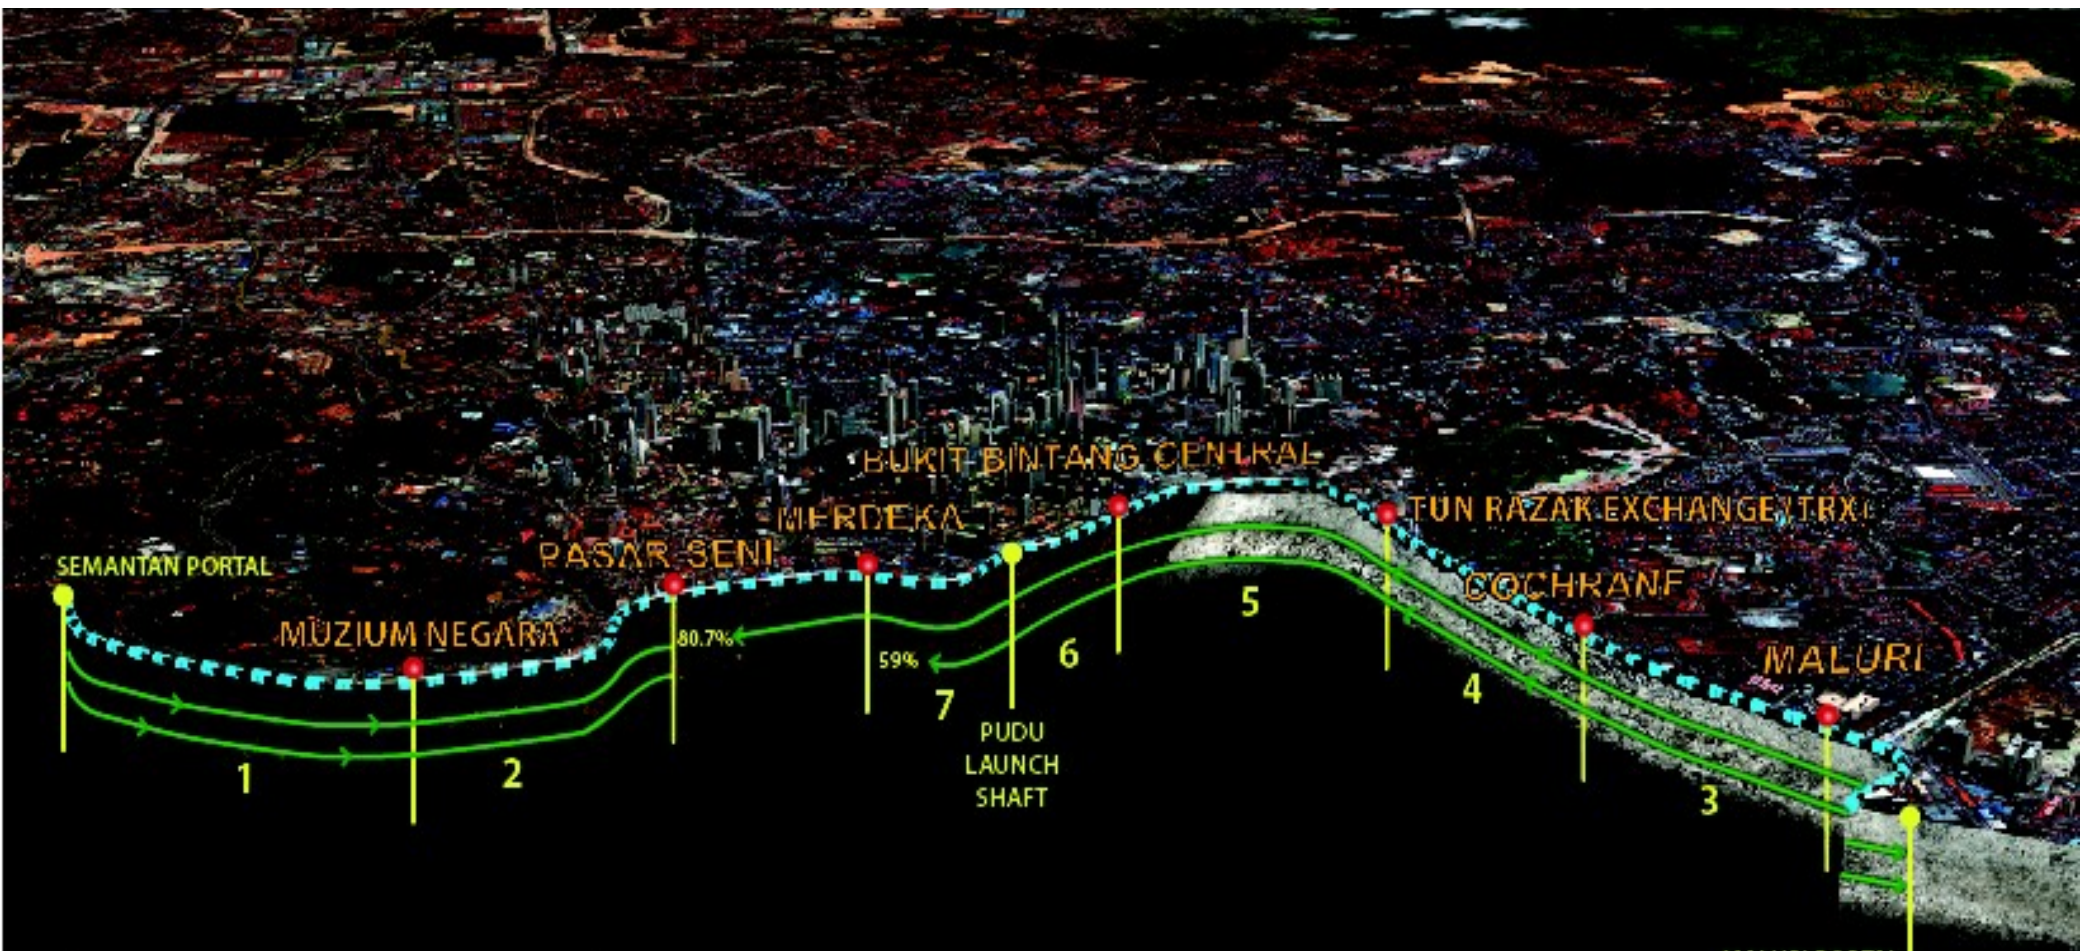 BUKIT BINTANG CENTRAL
MERDEKA
TUN RAZAK EXCHANGE (TRX)
PASAR SENI
SEMANTAN PORTAL
COCHRANE
MUZIUM NEGARA
80.7%
59%
MALURI
1
2
7
6
5
4
3
PUDU
LAUNCH
SHAFT